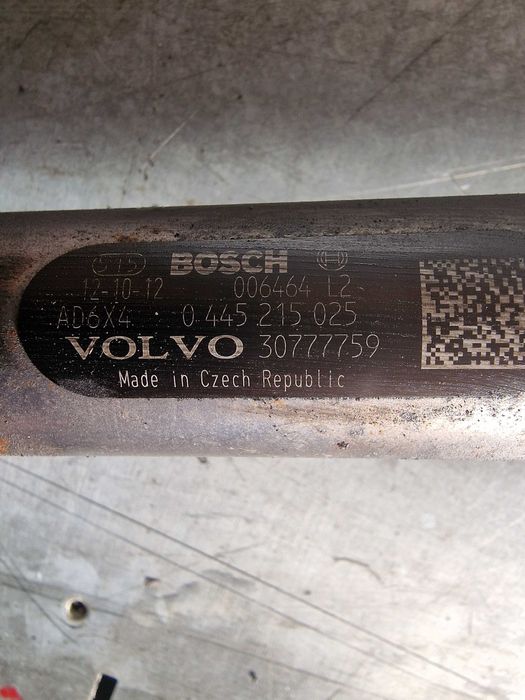 BOSCH
12-10-12 006464 L2
AD6X4 0 445 215 025
VOLVO 30777759
Made in Czech Republic